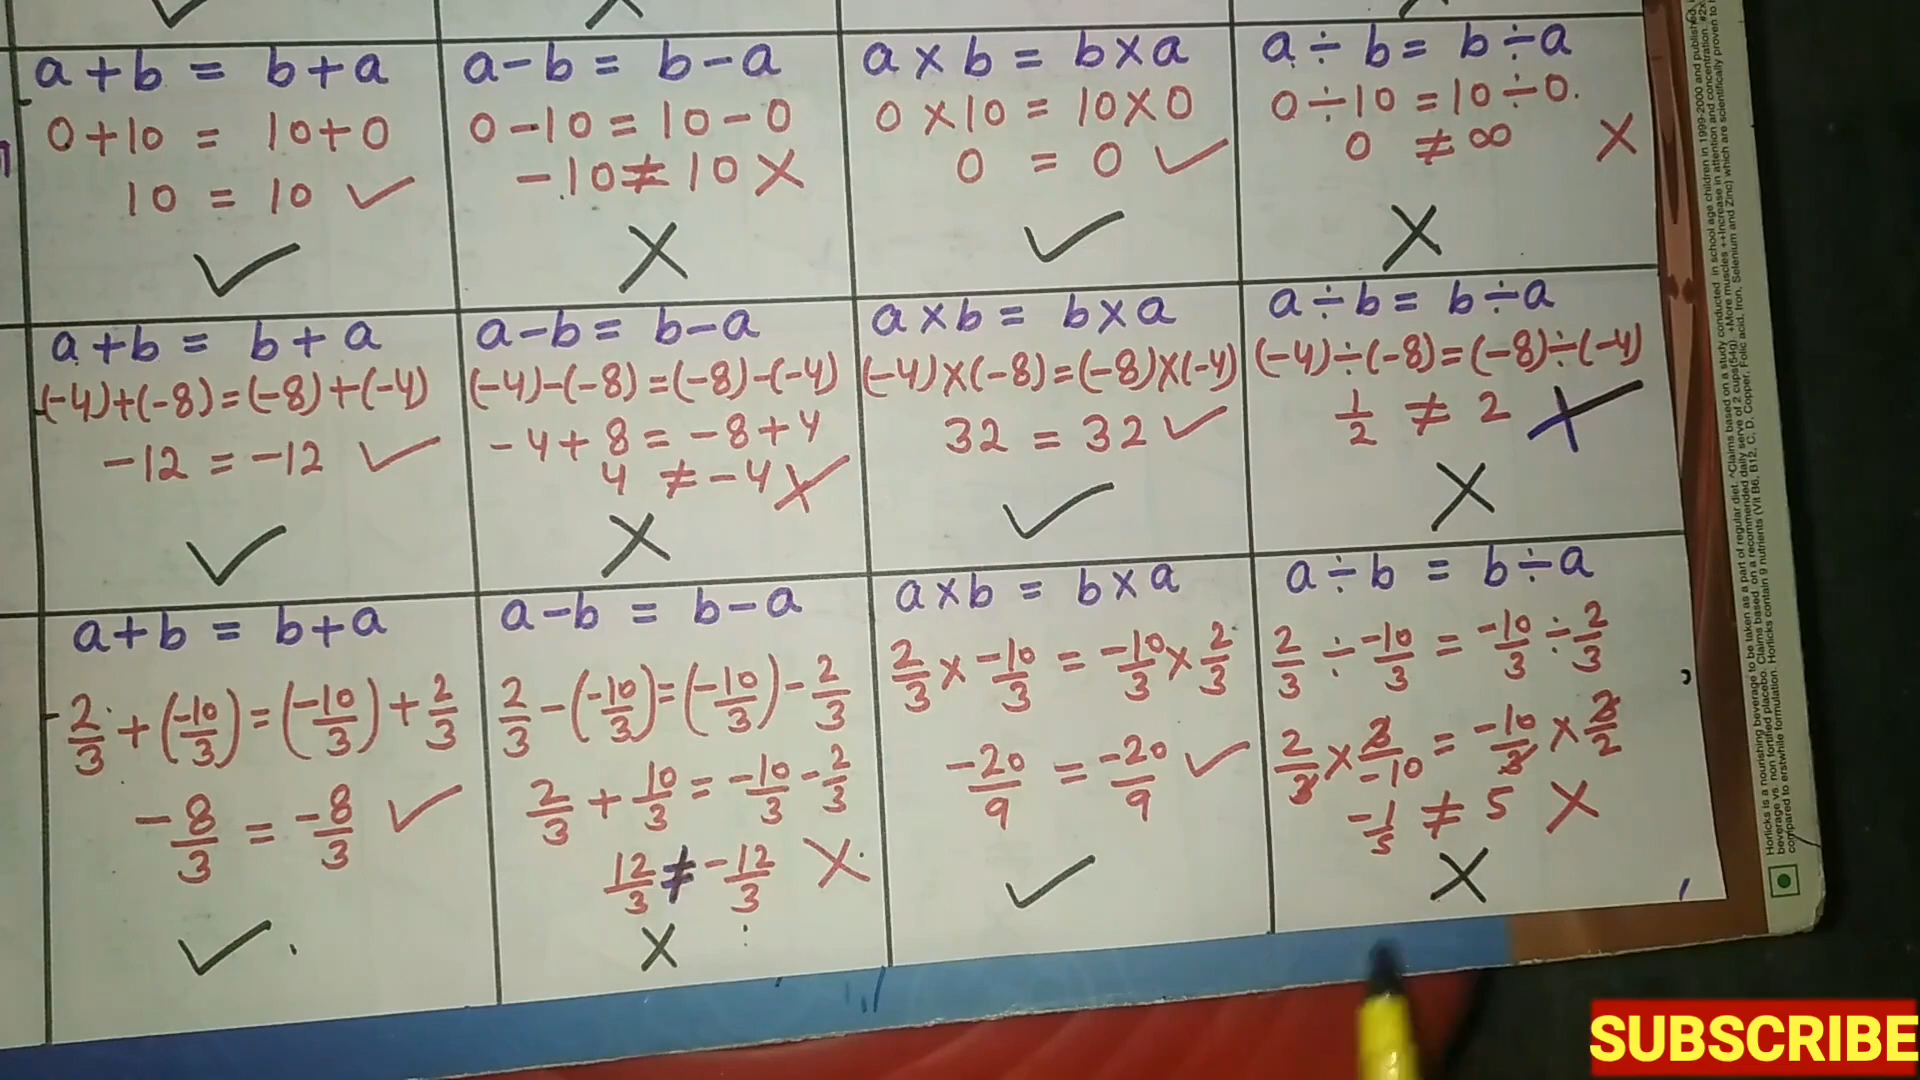 a + b = b + a
0 + 10 = 10 + 0
10 = 10 ✓
✓
a - b = b - a
0 - 10 = 10 - 0
-10 ≠ 10 X
X
a × b = b × a
0 × 10 = 10 × 0
0 = 0 ✓
✓
a ÷ b = b ÷ a
0 ÷ 10 = 10 ÷ 0
0 ≠ ∞ X
X
a + b = b + a
(-4)+(-8)=(-8)+(-4)
-12 = -12 ✓
✓
a - b = b - a
(-4)-(-8)=(-8)-(-4)
-4 + 8 = -8 + 4
4 ≠ -4 X
X
a × b = b × a
(-4)×(-8)=(-8)×(-4)
32 = 32 ✓
✓
a ÷ b = b ÷ a
(-4)÷(-8)=(-8)÷(-4)
1/2 ≠ 2 X
X
a + b = b + a
2/3 + (-10/3) = (-10/3) + 2/3
-8/3 = -8/3 ✓
✓
a - b = b - a
2/3 - (-10/3) = (-10/3) - 2/3
2/3 + 10/3 = -10/3 - 2/3
12/3 ≠ -12/3 X
X
a × b = b × a
2/3 × -10/3 = -10/3 × 2/3
-20/9 = -20/9 ✓
✓
a ÷ b = b ÷ a
2/3 ÷ -10/3 = -10/3 ÷ 2/3
2/3 × 3/-10 = -10/3 × 3/2
-1/5 ≠ 5 X
X
SUBSCRIBE